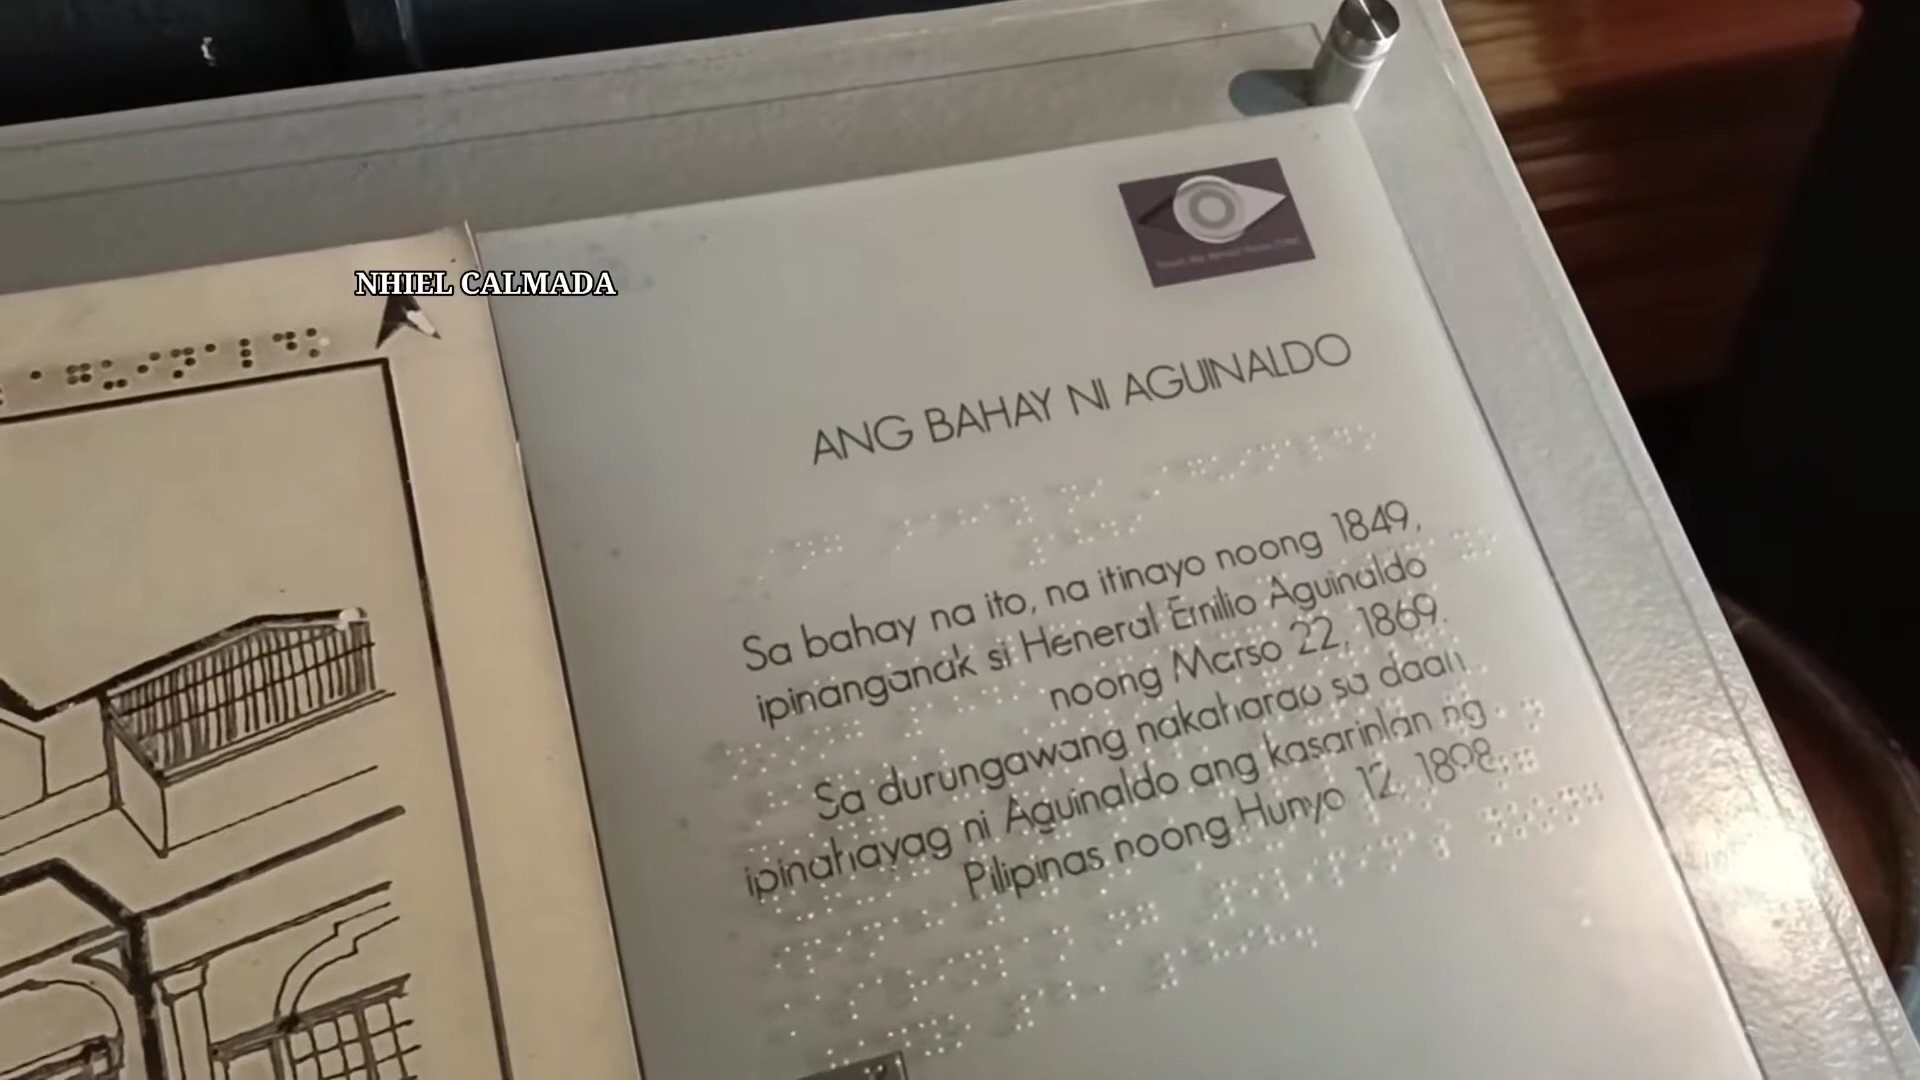 NHIEL CALMADA
ANG BAHAY NI AGUINALDO
Sa bahay na ito, na itinayo noong 1849,
ipinanganak si Heneral Emilio Aguinaldo
noong Marso 22, 1869.
Sa durungawang nakaharap sa daan
ipinahayag ni Aguinaldo ang kasarinlan ng
Pilipinas noong Hunyo 12, 1898.